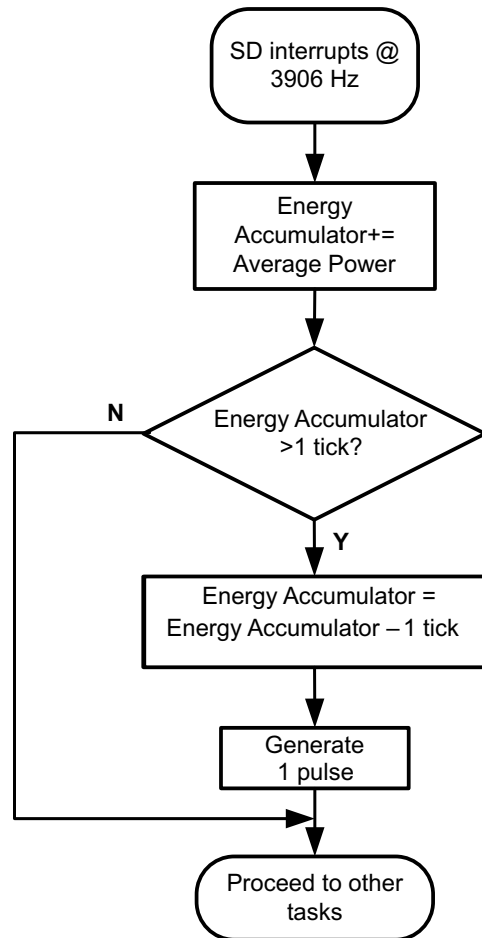 SD interrupts @
3906 Hz
Energy
Accumulator+=
Average Power
Energy Accumulator
>1 tick?
N
Y
Energy Accumulator =
Energy Accumulator – 1 tick
Generate
1 pulse
Proceed to other
tasks